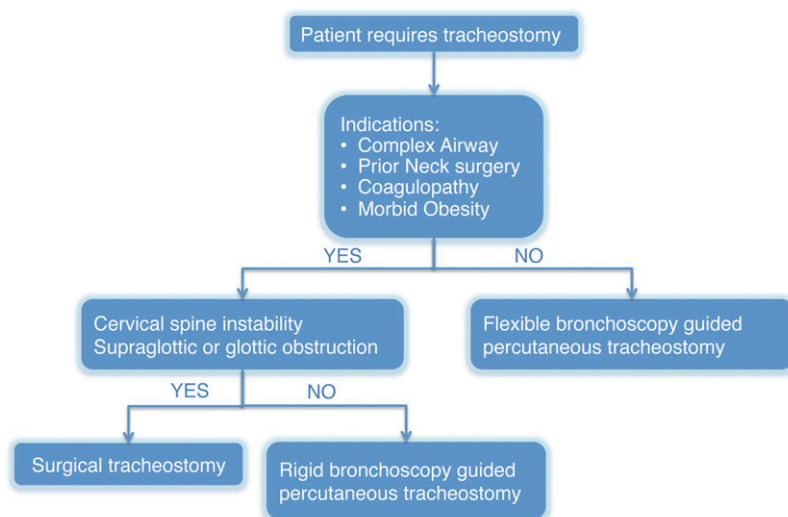 Patient requires tracheostomy
Indications:
• Complex Airway
• Prior Neck surgery
• Coagulopathy
• Morbid Obesity
YES
NO
Cervical spine instability
Supraglottic or glottic obstruction
Flexible bronchoscopy guided
percutaneous tracheostomy
YES
NO
Surgical tracheostomy
Rigid bronchoscopy guided
percutaneous tracheostomy